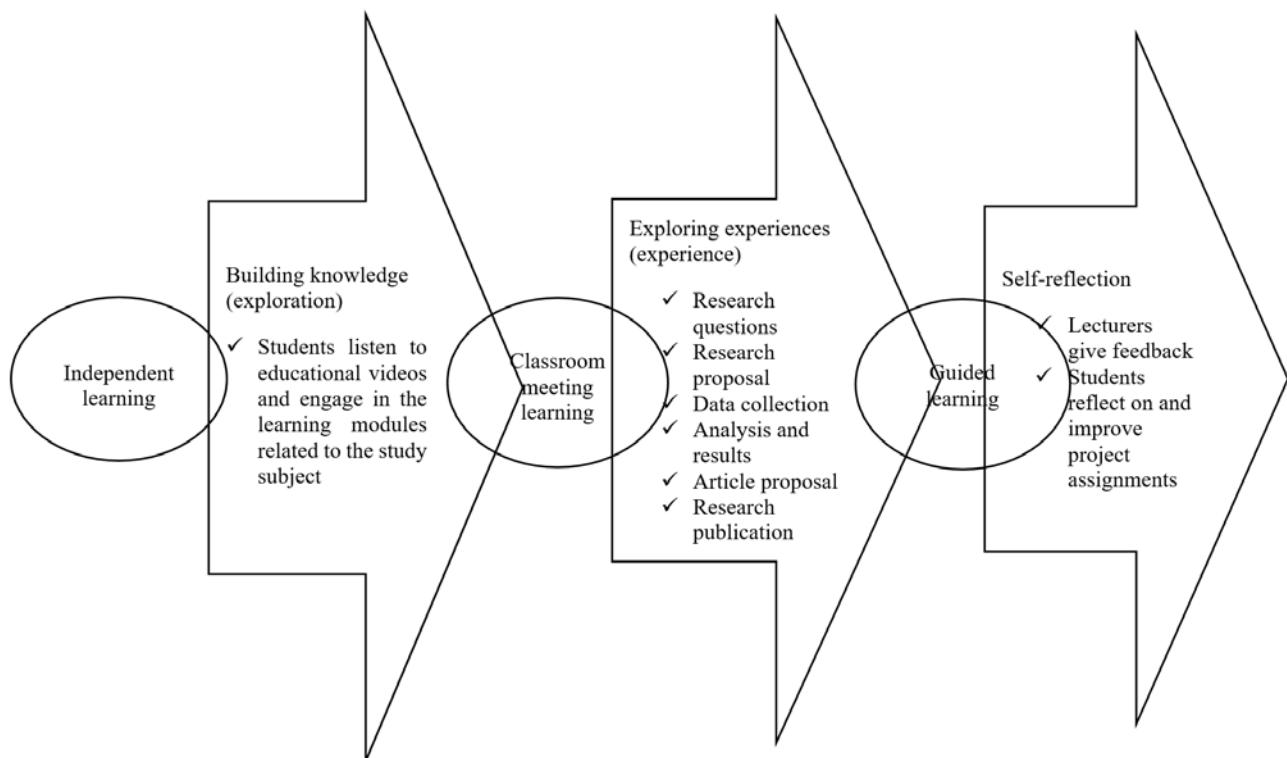 Independent
learning
Building knowledge
(exploration)
✓ Students listen to
educational videos
and engage in the
learning modules
related to the study
subject
Classroom
meeting
learning
Exploring experiences
(experience)
✓ Research
questions
✓ Research
proposal
✓ Data collection
✓ Analysis and
results
✓ Article proposal
✓ Research
publication
Guided
learning
Self-reflection
✓ Lecturers
give feedback
✓ Students
reflect on and
improve
project
assignments